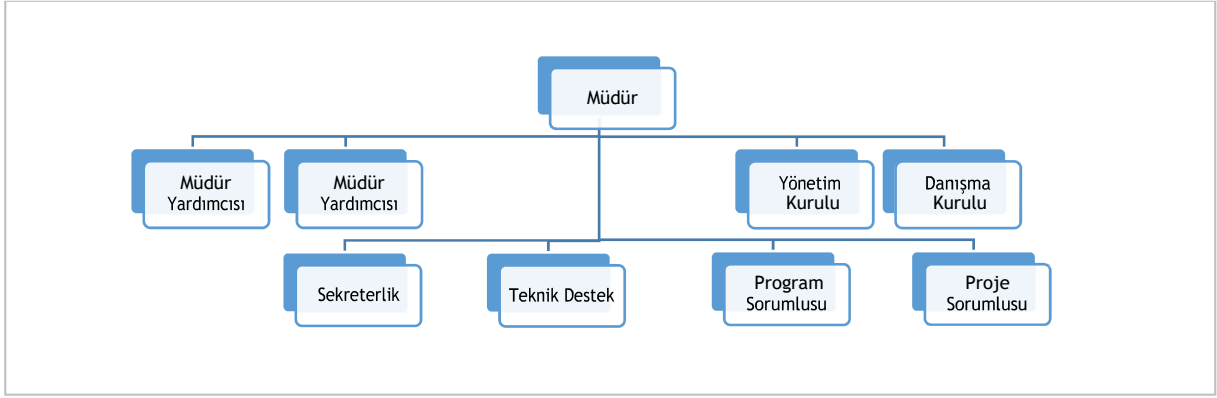 Müdür
Müdür
Yardımcısı
Müdür
Yardımcısı
Yönetim
Kurulu
Danışma
Kurulu
Sekreterlik
Teknik Destek
Program
Sorumlusu
Proje
Sorumlusu